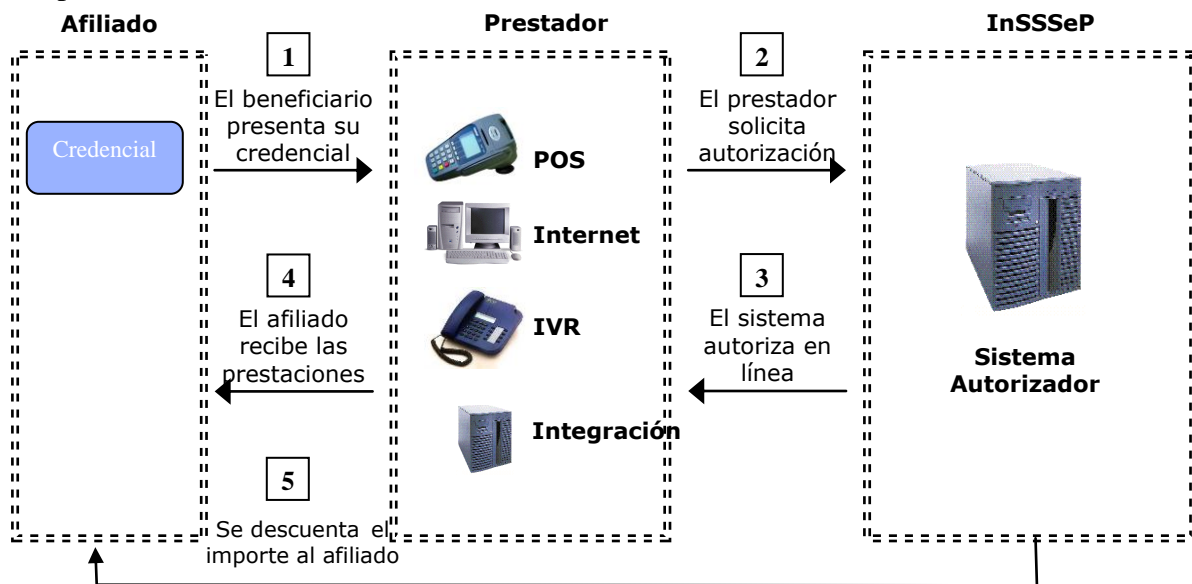 Afiliado
Prestador
InSSSeP
1
El beneficiario
presenta su
credencial
Credencial
2
El prestador
solicita
autorización
POS
Internet
IVR
Integración
3
El sistema
autoriza en
línea
Sistema
Autorizador
4
El afiliado
recibe las
prestaciones
5
Se descuenta el
importe al afiliado